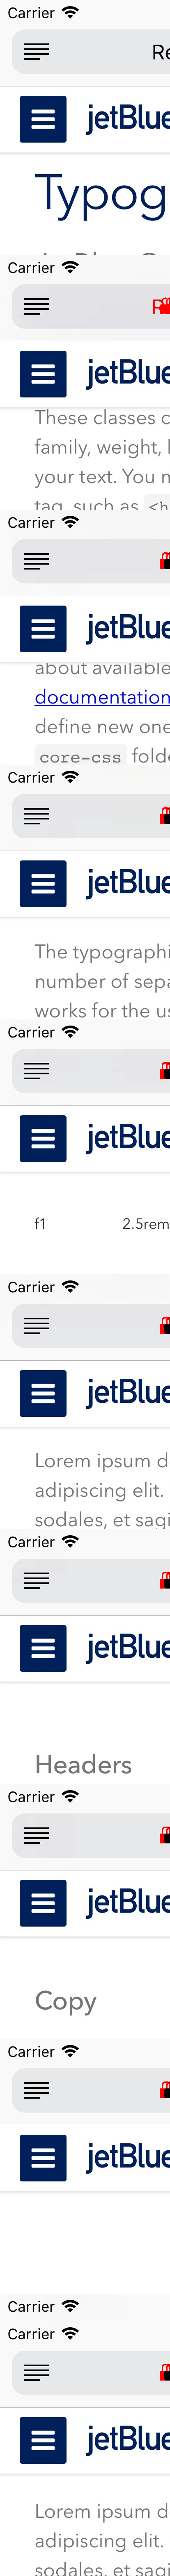 Carrier
Re
jetBlue
Typog
Carrier
jetBlue
These classes c
family, weight, l
your text. You n
tag, such as <h
Carrier
jetBlue
about available
documentation
define new one
core-css folde
Carrier
jetBlue
The typographi
number of sepa
works for the us
Carrier
jetBlue
f1 2.5rem
Carrier
jetBlue
Lorem ipsum d
adipiscing elit.
sodales, et sagi
Carrier
jetBlue
Headers
Carrier
jetBlue
Copy
Carrier
jetBlue
Carrier
Carrier
jetBlue
Lorem ipsum d
adipiscing elit.
sodales, et sagi